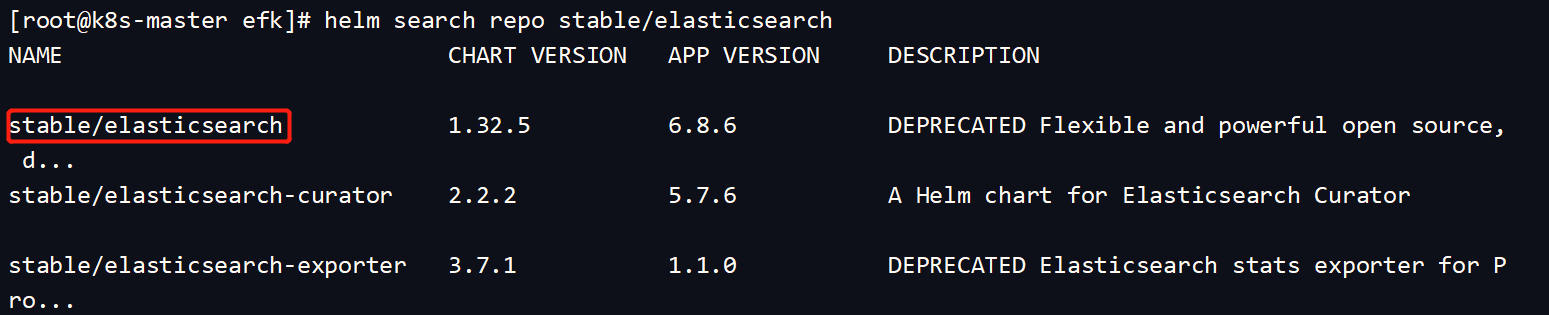 [root@k8s-master efk]# helm search repo stable/elasticsearch
NAME CHART VERSION APP VERSION DESCRIPTION
stable/elasticsearch 1.32.5 6.8.6 DEPRECATED Flexible and powerful open source,
d...
stable/elasticsearch-curator 2.2.2 5.7.6 A Helm chart for Elasticsearch Curator
stable/elasticsearch-exporter 3.7.1 1.1.0 DEPRECATED Elasticsearch stats exporter for P
ro...